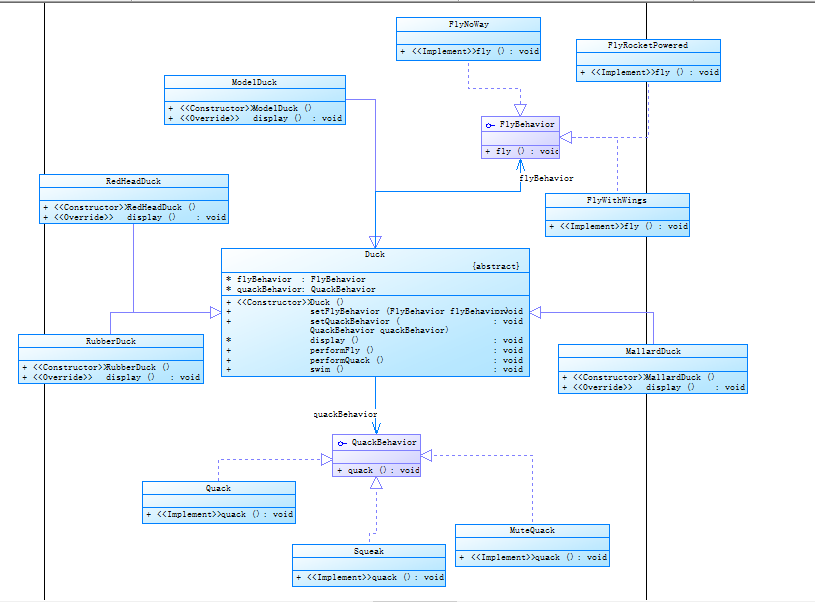 FlyNoWay
+ <<Implement>>fly () : void
FlyRocketPowered
+ <<Implement>>fly () : void
ModelDuck
+ <<Constructor>>ModelDuck ()
+ <<Override>> display () : void
FlyBehavior
+ fly () : void
flyBehavior
RedHeadDuck
+ <<Constructor>>RedHeadDuck ()
+ <<Override>> display () : void
FlyWithWings
+ <<Implement>>fly () : void
Duck
{abstract}
* flyBehavior : FlyBehavior
* quackBehavior: QuackBehavior
+ <<Constructor>>Duck ()
+ setFlyBehavior (FlyBehavior flyBehavior) void
+ setQuackBehavior ( : void
QuackBehavior quackBehavior)
* display () : void
+ performFly () : void
+ performQuack () : void
+ swim () : void
RubberDuck
+ <<Constructor>>RubberDuck ()
+ <<Override>> display () : void
MallardDuck
+ <<Constructor>>MallardDuck ()
+ <<Override>> display () : void
quackBehavior
QuackBehavior
+ quack () : void
Quack
+ <<Implement>>quack () : void
MuteQuack
+ <<Implement>>quack () : void
Squeak
+ <<Implement>>quack () : void